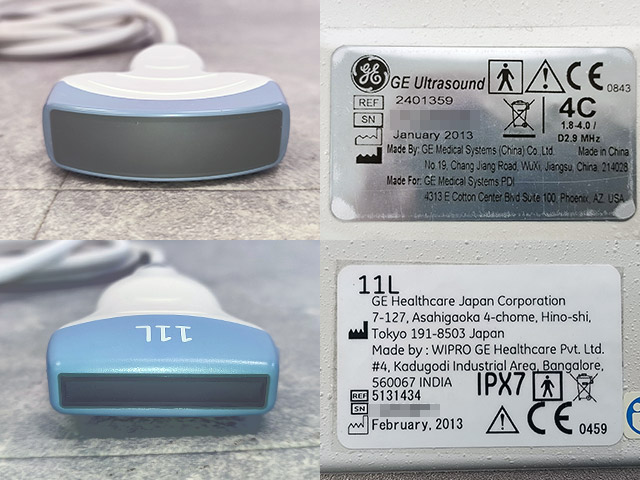 GE Ultrasound
CE 0843
REF 2401359
SN
4C
1.8-4.0 /
D2.9 MHz
January 2013
Made By: GE Medical Systems (China) Co. Ltd. Made in China
No 19, Chang Jiang Road, WuXi, Jiangsu, China, 214028
Made For: GE Medical Systems PDI
4313 E Cotton Center Blvd Suite 100, Phoenix, AZ. USA
11L
11L
GE Healthcare Japan Corporation
7-127, Asahigaoka 4-chome, Hino-shi,
Tokyo 191-8503 Japan
Made by : WIPRO GE Healthcare Pvt. Ltd.
#4, Kadugodi Industrial Area, Bangalore,
560067 INDIA
IPX7
REF 5131434
SN
February, 2013
CE 0459